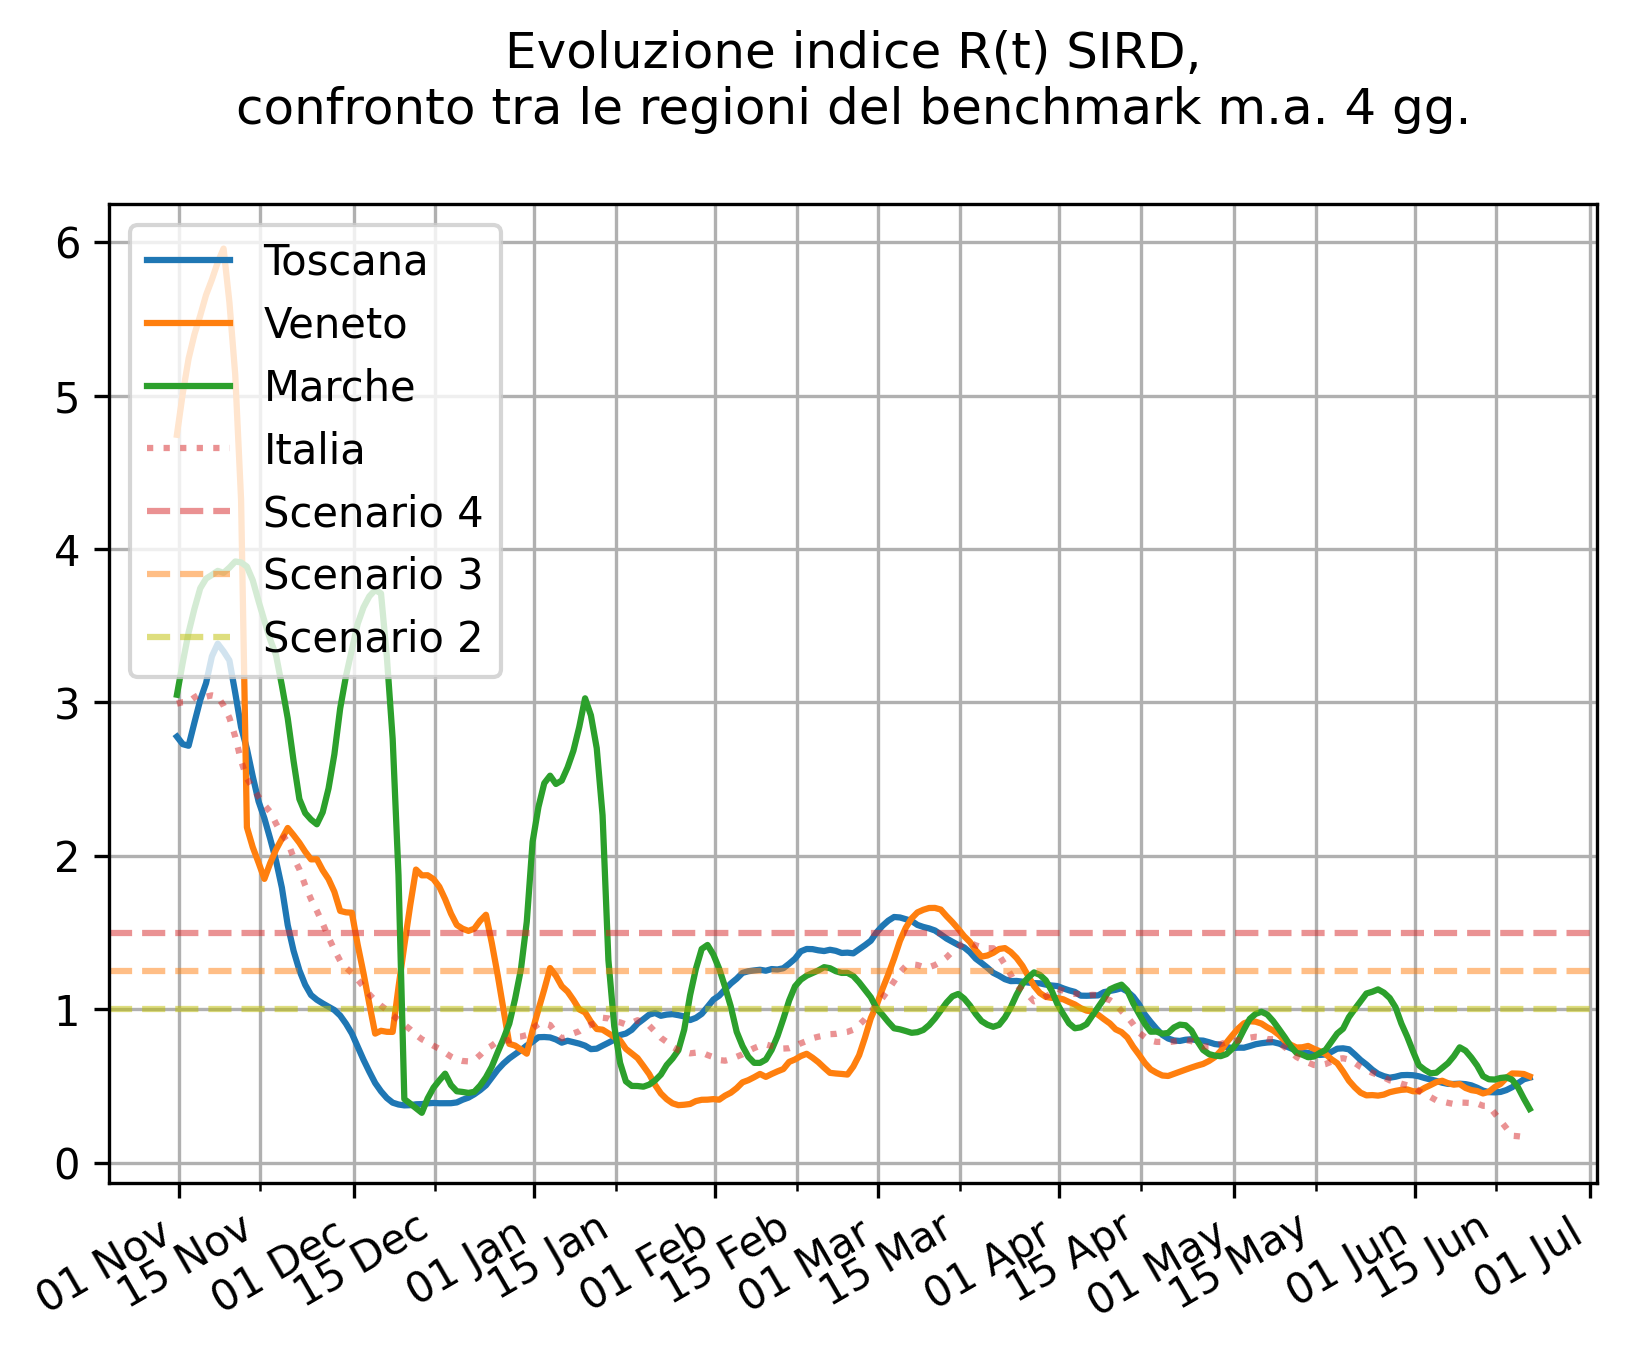 Evoluzione indice R(t) SIRD,
confronto tra le regioni del benchmark m.a. 4 gg.
6
5
4
3
2
1
0
Toscana
Veneto
Marche
Italia
Scenario 4
Scenario 3
Scenario 2
01 Nov
15 Nov
01 Dec
15 Dec
01 Jan
15 Jan
01 Feb
15 Feb
01 Mar
15 Mar
01 Apr
15 Apr
01 May
15 May
01 Jun
15 Jun
01 Jul